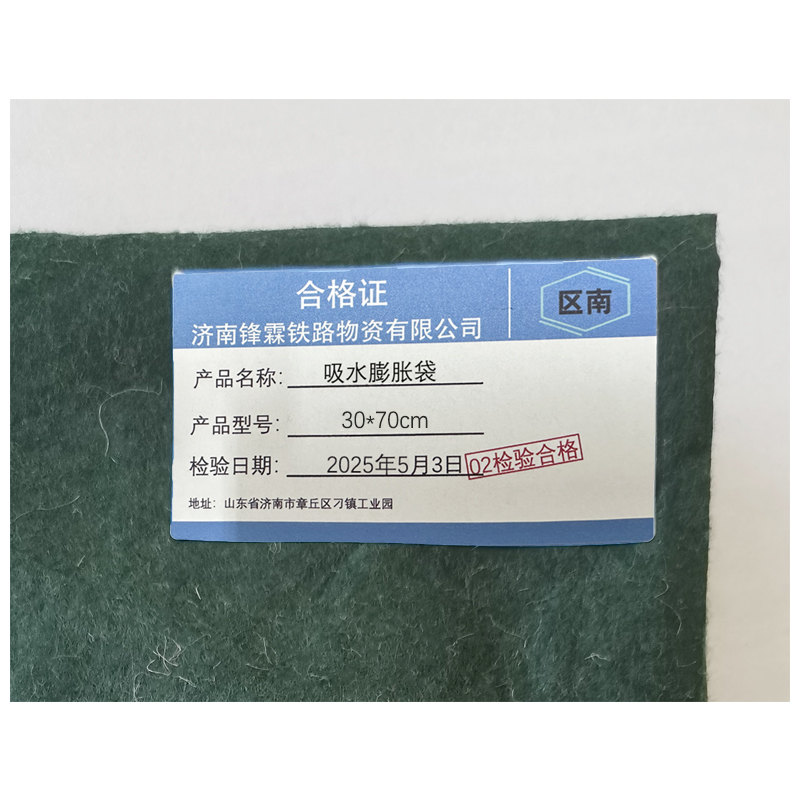 合格证
济南锋霖铁路物资有限公司
区南
产品名称：吸水膨胀袋
产品型号：30*70cm
检验日期：2025年5月3日
02检验合格
地址：山东省济南市章丘区刁镇工业园